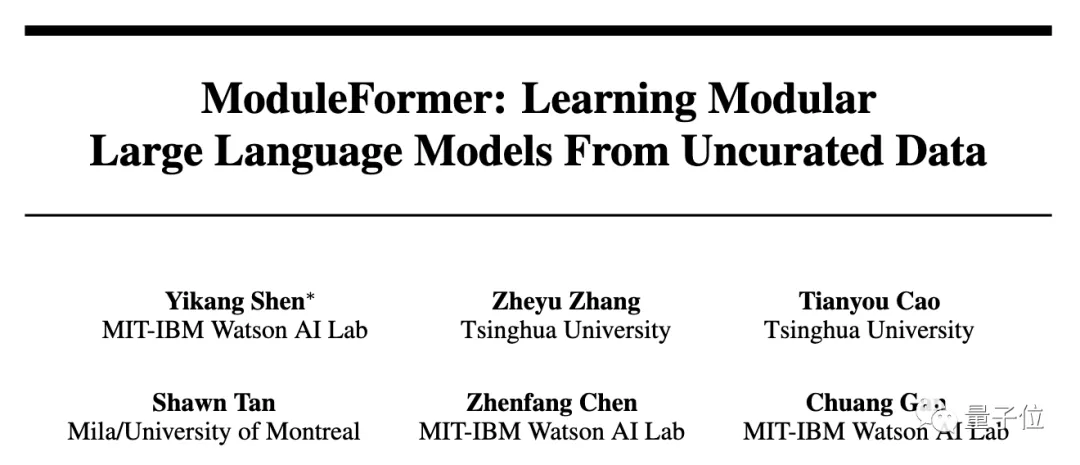 ModuleFormer: Learning Modular
Large Language Models From Uncurated Data
Yikang Shen* Zheyu Zhang Tianyou Cao
MIT-IBM Watson AI Lab Tsinghua University Tsinghua University
Shawn Tan Zhenfang Chen Chuang
Mila/University of Montreal MIT-IBM Watson AI Lab MIT-IBM Watson AI Lab
量子位